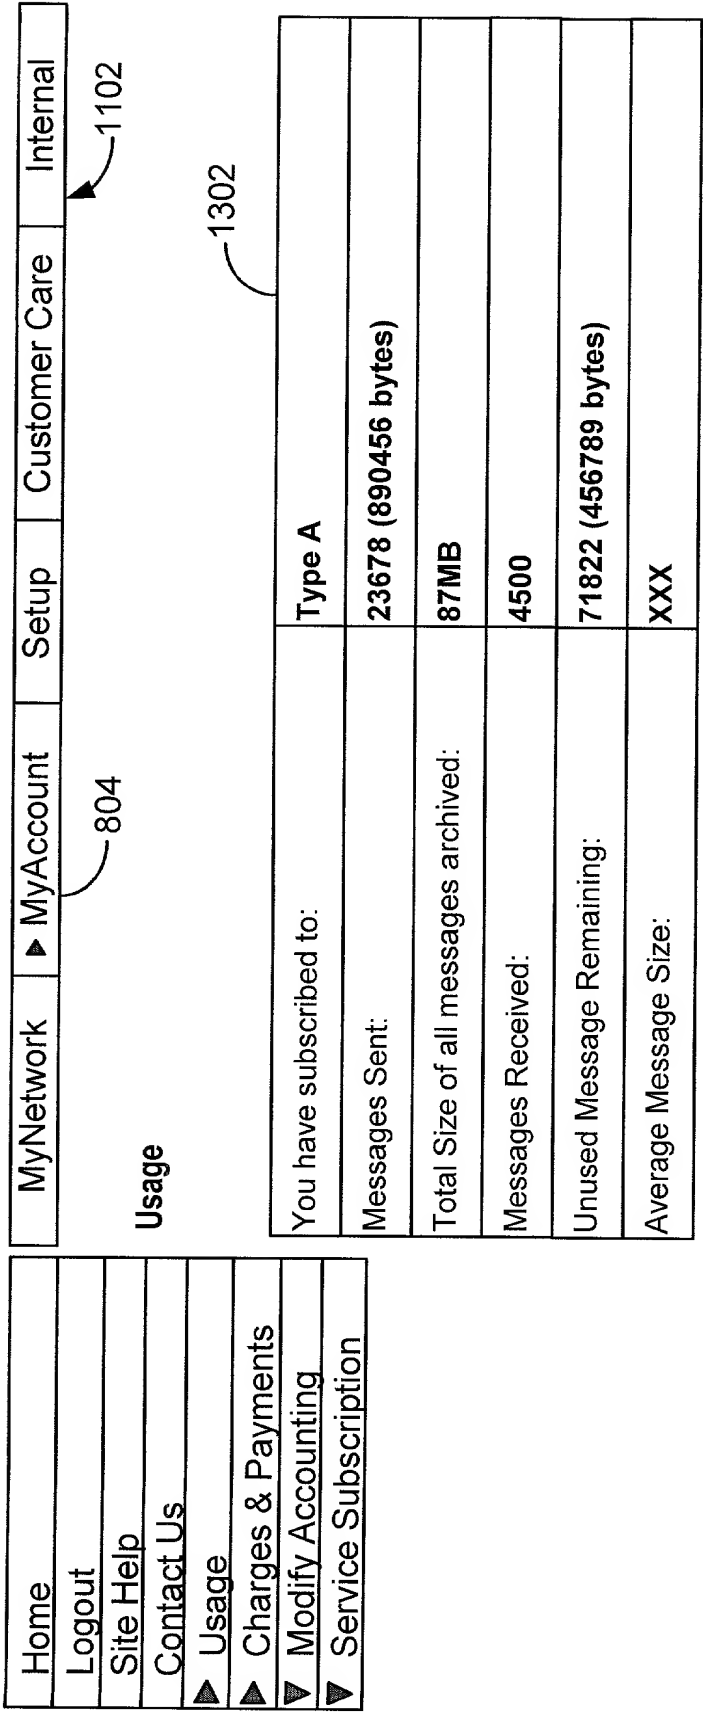 MyNetwork
MyAccount
Setup
Customer Care
Internal
804
1102
Home
Logout
Site Help
Contact Us
Usage
Charges & Payments
Modify Accounting
Service Subscription
Usage
1302
You have subscribed to: Type A
Messages Sent: 23678 (890456 bytes)
Total Size of all messages archived: 87MB
Messages Received: 4500
Unused Message Remaining: 71822 (456789 bytes)
Average Message Size: XXX